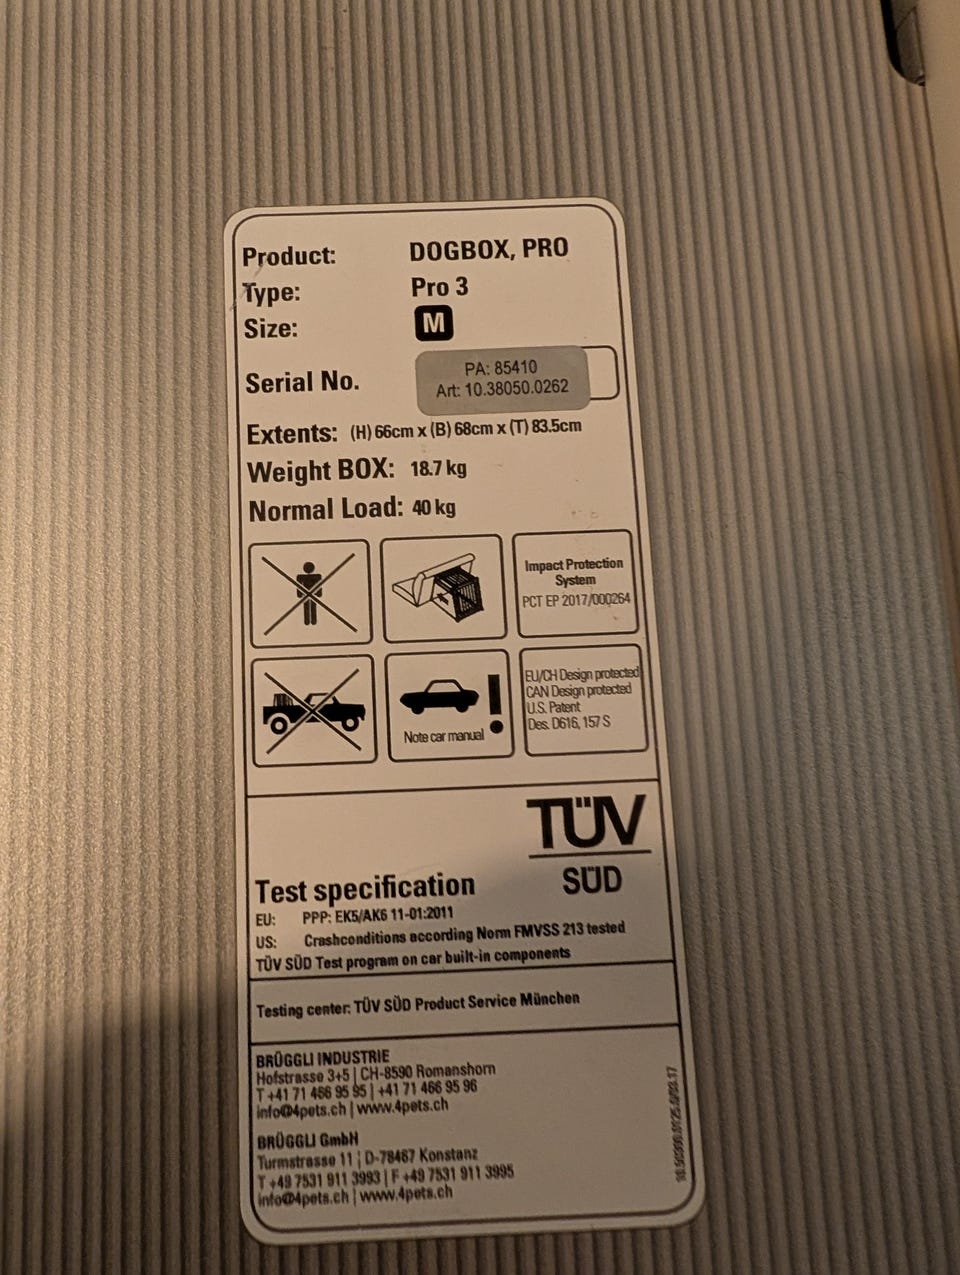 Product: DOGBOX, PRO
Type: Pro 3
Size: M
Serial No.
PA: 85410
Art: 10.38050.0262
Extents: (H) 66cm x (B) 68cm x (T) 83.5cm
Weight BOX: 18.7 kg
Normal Load: 40 kg
Impact Protection
System
PCT EP 2017/000264
Note car manual
!
EU/CH Design protected
CAN Design protected
U.S. Patent
Des. D616, 157 S
TÜV
SÜD
Test specification
EU: PPP: EK5/AK6 11-01:2011
US: Crashconditions according Norm FMVSS 213 tested
TÜV SÜD Test program on car built-in components
Testing center: TÜV SÜD Product Service München
BRÜGGLI INDUSTRIE
Hofstrasse 3+5 | CH-8590 Romanshorn
T +41 71 466 95 95 | +41 71 466 95 96
info@4pets.ch | www.4pets.ch
BRÜGGLI GmbH
Turmstrasse 11 | D-78467 Konstanz
T +49 7531 911 3993 | F +49 7531 911 3995
info@4pets.ch | www.4pets.ch